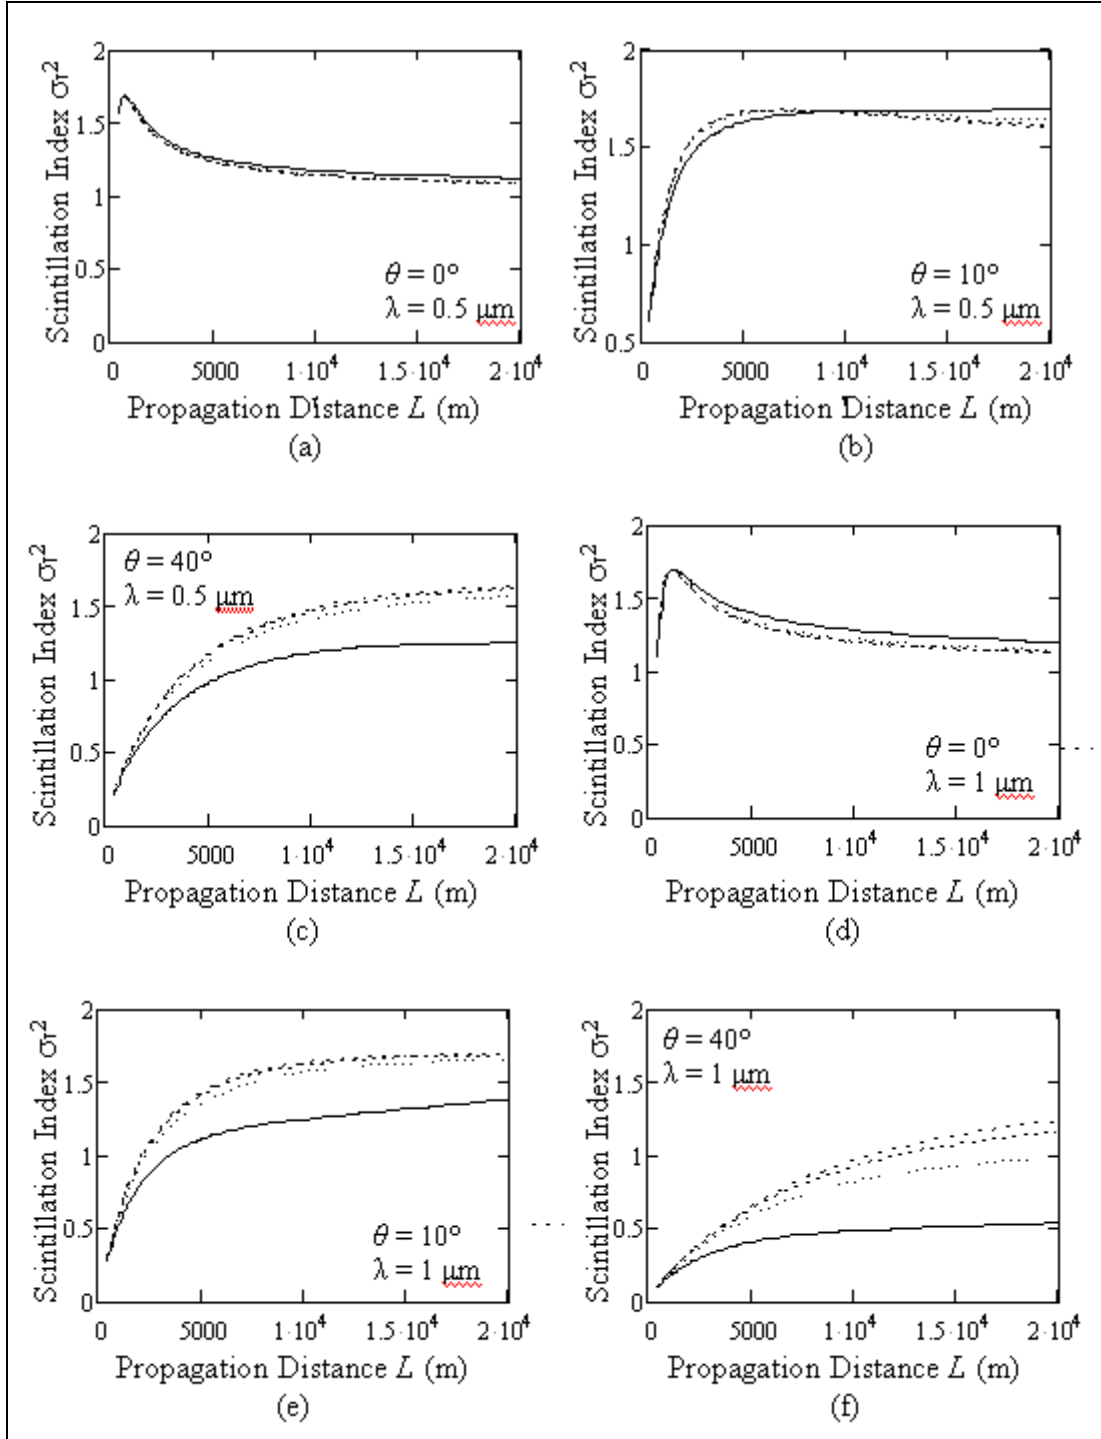 Scintillation Index σI²
2
1.5
1
0.5
0
θ = 0°
λ = 0.5 μm
0 5000 1·10⁴ 1.5·10⁴ 2·10⁴
Propagation Distance L (m)
(a)
Scintillation Index σI²
2
1.5
1
0.5
θ = 10°
λ = 0.5 μm
0 5000 1·10⁴ 1.5·10⁴ 2·10⁴
Propagation Distance L (m)
(b)
Scintillation Index σI²
2
1.5
1
0.5
0
θ = 40°
λ = 0.5 μm
0 5000 1·10⁴ 1.5·10⁴ 2·10⁴
Propagation Distance L (m)
(c)
Scintillation Index σI²
2
1.5
1
0.5
0
θ = 0°
λ = 1 μm
0 5000 1·10⁴ 1.5·10⁴ 2·10⁴
Propagation Distance L (m)
(d)
Scintillation Index σI²
2
1.5
1
0.5
0
θ = 10°
λ = 1 μm
0 5000 1·10⁴ 1.5·10⁴ 2·10⁴
Propagation Distance L (m)
(e)
Scintillation Index σI²
2
1.5
1
0.5
0
θ = 40°
λ = 1 μm
0 5000 1·10⁴ 1.5·10⁴ 2·10⁴
Propagation Distance L (m)
(f)